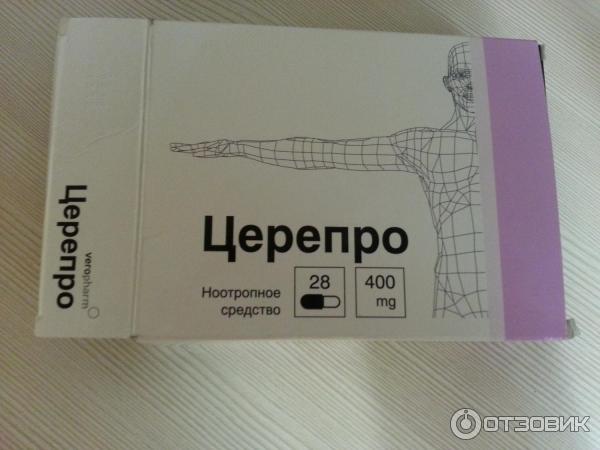 Церепро
Ноотропное
средство
28
400
mg
Церепро
veropharm
ОТЗОВИК